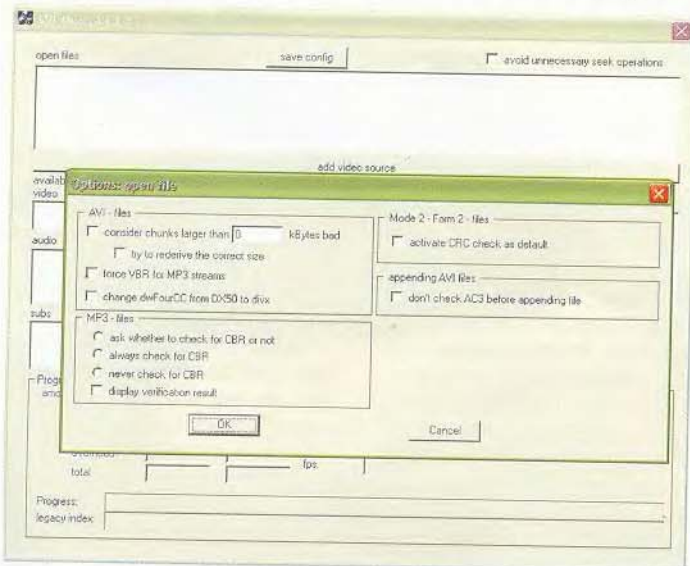 open files
save config
avoid unnecessary seek operations
add video source
availab
video
audio
subs
Options: open file
AVI - files
consider chunks larger than 0 kBytes bad
try to rederive the correct size
force VBR for MP3 streams
change dwFourCC from DX50 to divx
MP3 - files
ask whether to check for CBR or not
always check for CBR
never check for CBR
display verification result
Mode 2 - Form 2 - files
activate CRC check as default
appending AVI files
don't check AC3 before appending file
OK
Cancel
Progr
amo
total
fps.
Progress:
legacy index: